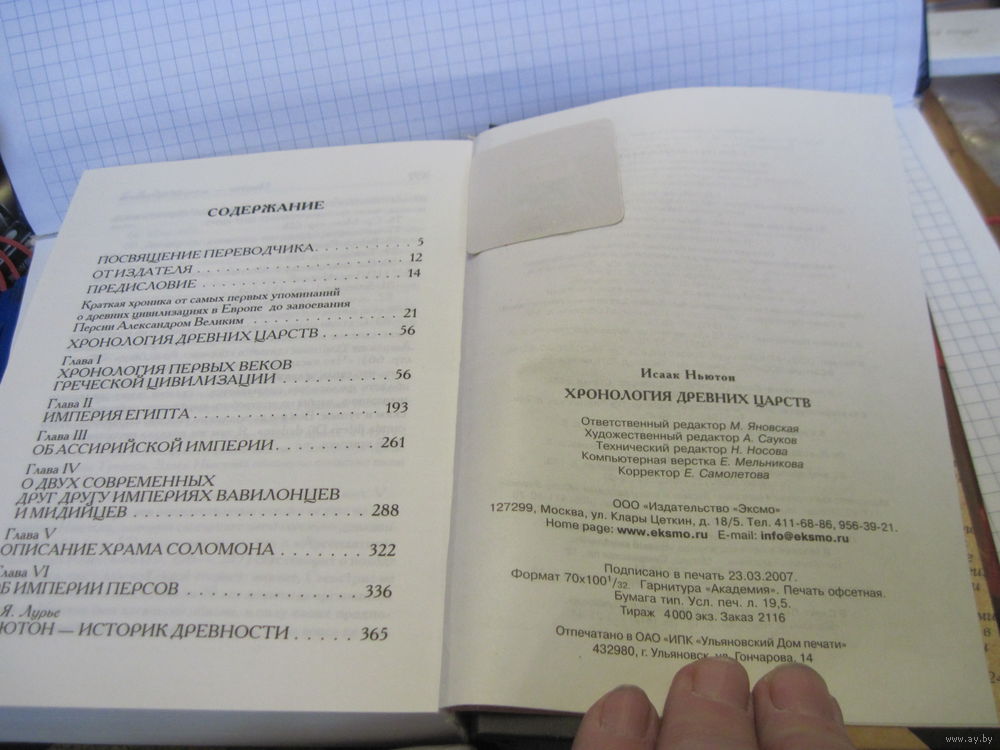 СОДЕРЖАНИЕ
ПОСВЯЩЕНИЕ ПЕРЕВОДЧИКА. . . . . . . . . . 5
ОТ ИЗДАТЕЛЯ . . . . . . . . . . . . . . . . . . . . 12
ПРЕДИСЛОВИЕ . . . . . . . . . . . . . . . . . . . 14
Краткая хроника от самых первых упоминаний
о древних цивилизациях в Европе до завоевания
Персии Александром Великим . . . . . . . . . . . . . 21
ХРОНОЛОГИЯ ДРЕВНИХ ЦАРСТВ . . . . . . . 56
Глава I
ХРОНОЛОГИЯ ПЕРВЫХ ВЕКОВ
ГРЕЧЕСКОЙ ЦИВИЛИЗАЦИИ . . . . . . . . . . 56
Глава II
ИМПЕРИЯ ЕГИПТА . . . . . . . . . . . . . . . . 193
Глава III
ОБ АССИРИЙСКОЙ ИМПЕРИИ . . . . . . . . . 261
Глава IV
О ДВУХ СОВРЕМЕННЫХ
ДРУГ ДРУГУ ИМПЕРИЯХ ВАВИЛОНЦЕВ
И МИДИЙЦЕВ . . . . . . . . . . . . . . . . . . 288
Глава V
ОПИСАНИЕ ХРАМА СОЛОМОНА . . . . . . . 322
Глава VI
ОБ ИМПЕРИИ ПЕРСОВ . . . . . . . . . . . . 336
Я. Лурье
ЮТОН — ИСТОРИК ДРЕВНОСТИ . . . . . 365
Исаак Ньютон
ХРОНОЛОГИЯ ДРЕВНИХ ЦАРСТВ
Ответственный редактор М. Яновская
Художественный редактор А. Сауков
Технический редактор Н. Носова
Компьютерная верстка Е. Мельникова
Корректор Е. Самолетова
ООО «Издательство «Эксмо»
127299, Москва, ул. Клары Цеткин, д. 18/5. Тел. 411-68-86, 956-39-21.
Home page: www.eksmo.ru E-mail: info@eksmo.ru
Подписано в печать 23.03.2007.
Формат 70x100 1/32. Гарнитура «Академия». Печать офсетная.
Бумага тип. Усл. печ. л. 19,5.
Тираж 4 000 экз. Заказ 2116
Отпечатано в ОАО «ИПК «Ульяновский Дом печати»
432980, г. Ульяновск, ул. Гончарова, 14
www.ay.by